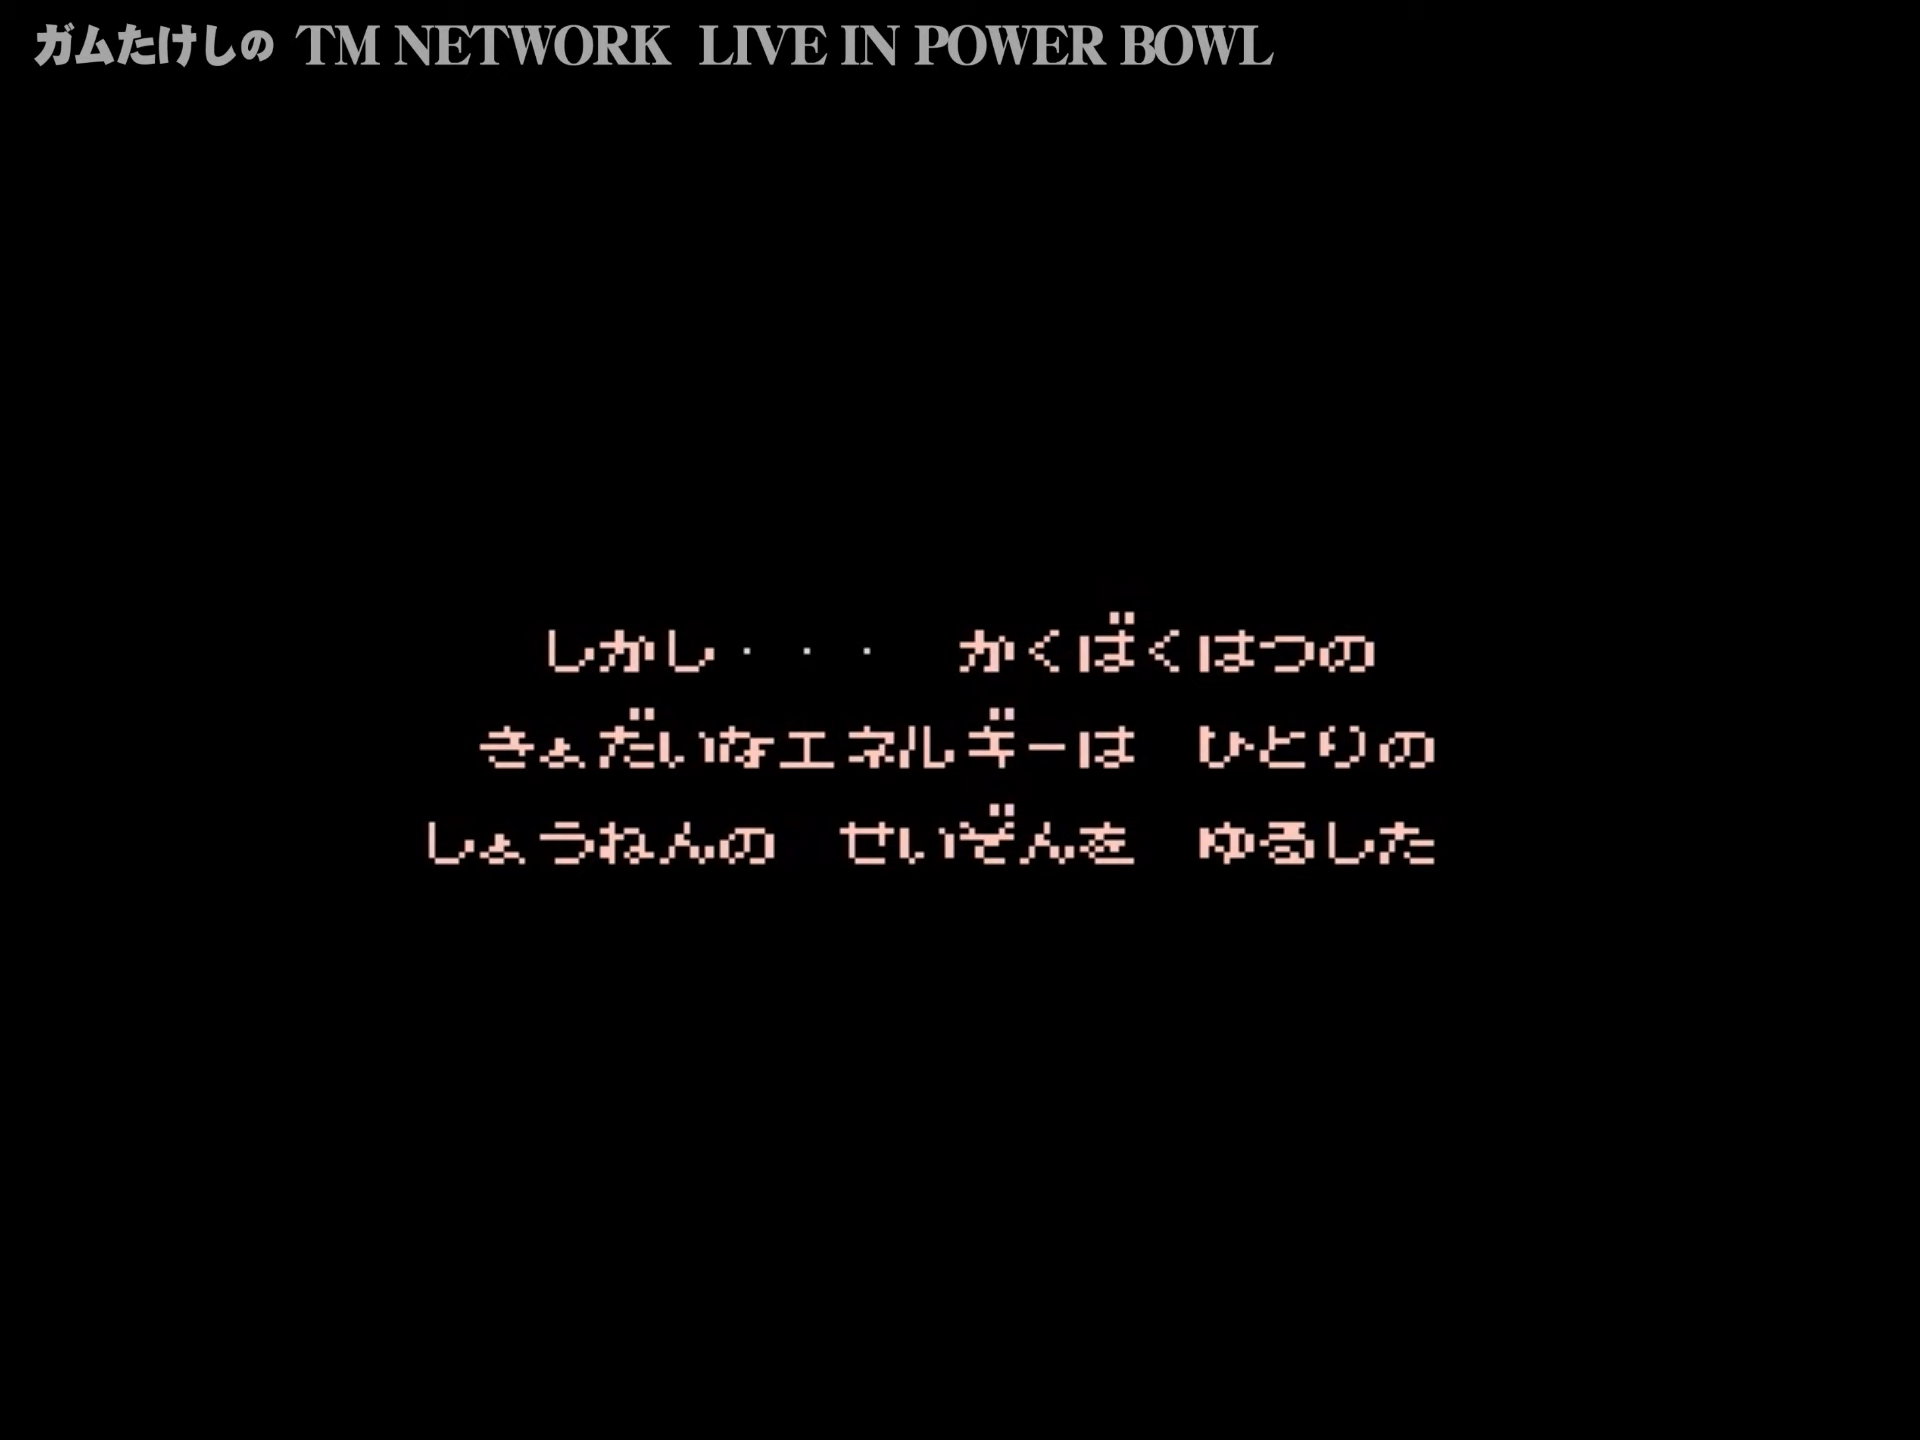 ガムたけしの TM NETWORK LIVE IN POWER BOWL
しかし・・・ かくばくはつの
きょだいなエネルギーは ひとりの
しょうねんの せいぞんを ゆるした